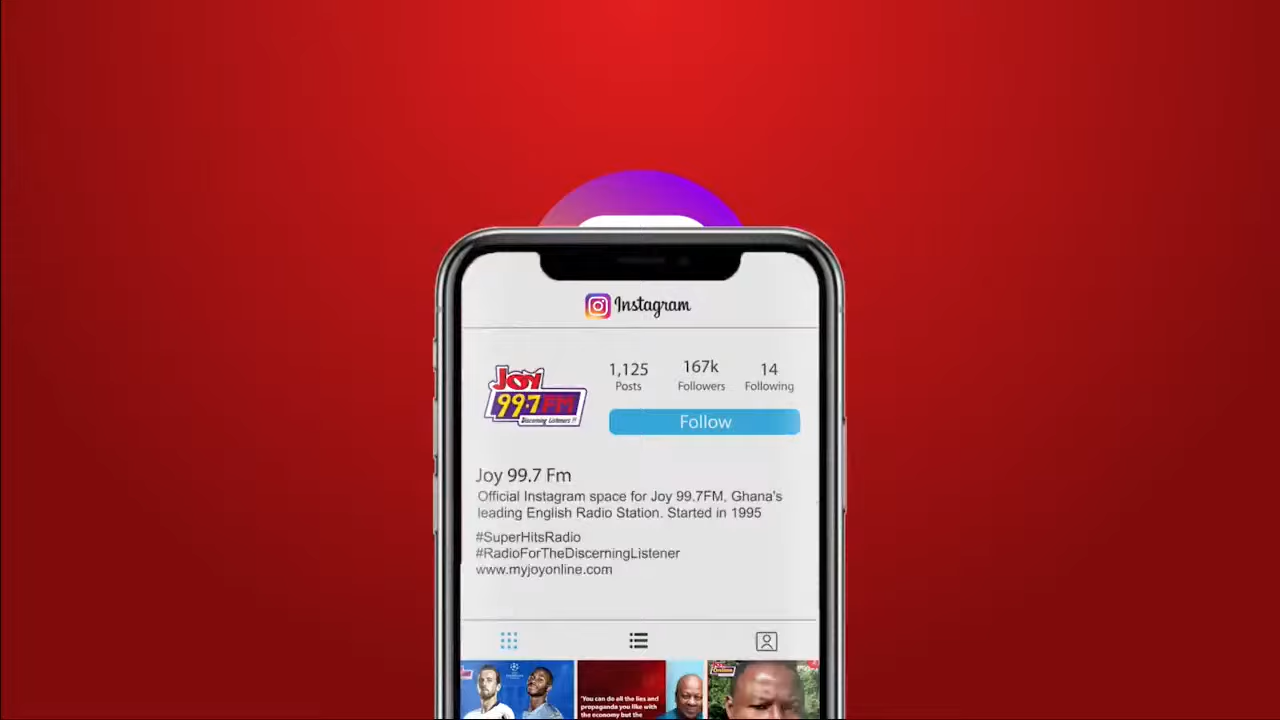 Instagram
JOY
99.7 FM
Discerning Listeners ?!
1,125
Posts
167k
Followers
14
Following
Follow
Joy 99.7 Fm
Official Instagram space for Joy 99.7FM, Ghana's
leading English Radio Station. Started in 1995
#SuperHitsRadio
#RadioForTheDiscerningListener
www.myjoyonline.com
"You can do all the lies and
propaganda you like with
the economy but the